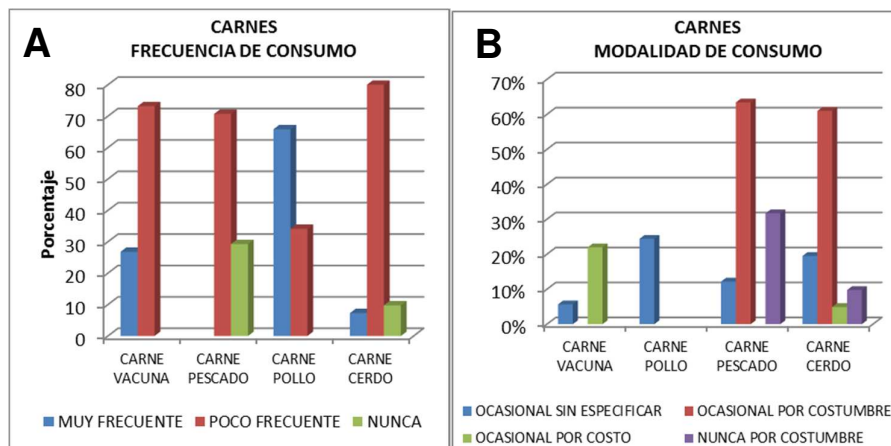 A
CARNES
FRECUENCIA DE CONSUMO
Porcentaje
80
70
60
50
40
30
20
10
0
CARNE VACUNA
CARNE PESCADO
CARNE POLLO
CARNE CERDO
MUY FRECUENTE
POCO FRECUENTE
NUNCA
B
CARNES
MODALIDAD DE CONSUMO
70%
60%
50%
40%
30%
20%
10%
0%
CARNE VACUNA
CARNE POLLO
CARNE PESCADO
CARNE CERDO
OCASIONAL SIN ESPECIFICAR
OCASIONAL POR COSTUMBRE
OCASIONAL POR COSTO
NUNCA POR COSTUMBRE